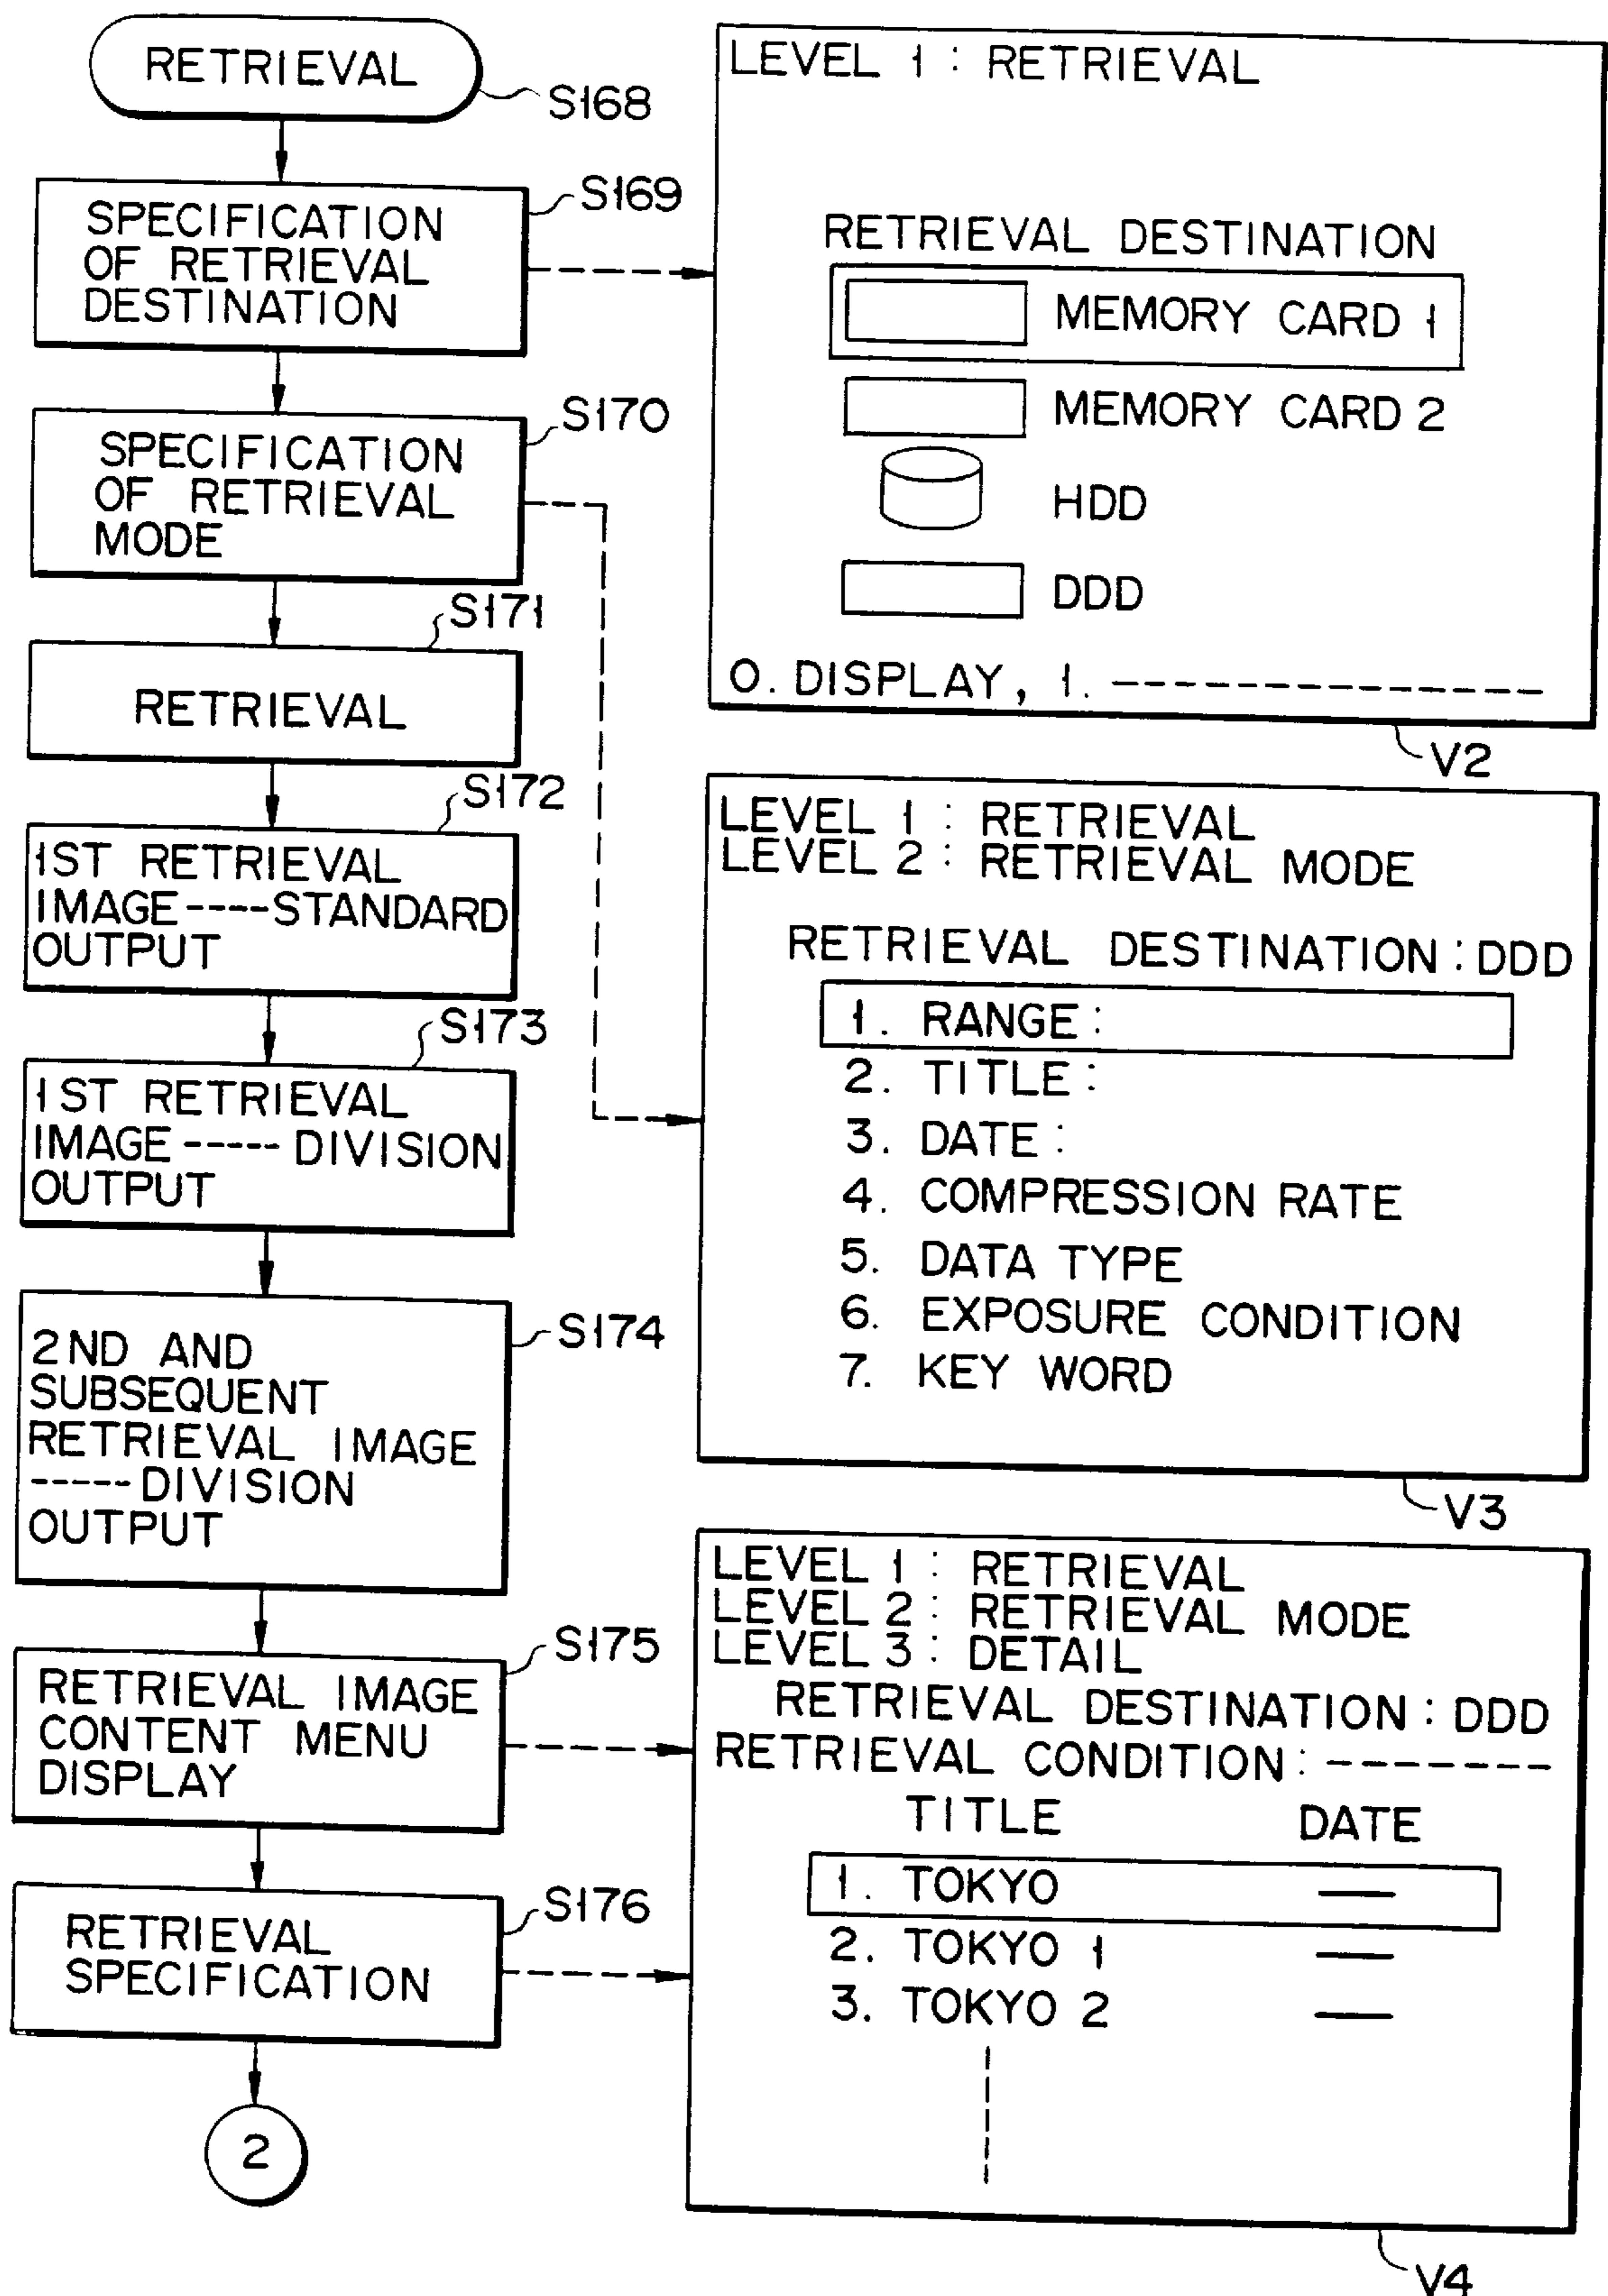 RETRIEVAL
S168
S169
SPECIFICATION
OF RETRIEVAL
DESTINATION
S170
SPECIFICATION
OF RETRIEVAL
MODE
S171
RETRIEVAL
S172
1ST RETRIEVAL
IMAGE----STANDARD
OUTPUT
S173
1ST RETRIEVAL
IMAGE-----DIVISION
OUTPUT
S174
2ND AND
SUBSEQUENT
RETRIEVAL IMAGE
-----DIVISION
OUTPUT
S175
RETRIEVAL IMAGE
CONTENT MENU
DISPLAY
S176
RETRIEVAL
SPECIFICATION
2
LEVEL 1 : RETRIEVAL
RETRIEVAL DESTINATION
MEMORY CARD 1
MEMORY CARD 2
HDD
DDD
0. DISPLAY, 1. --------------
V2
LEVEL 1 : RETRIEVAL
LEVEL 2 : RETRIEVAL MODE
RETRIEVAL DESTINATION : DDD
1. RANGE :
2. TITLE :
3. DATE :
4. COMPRESSION RATE
5. DATA TYPE
6. EXPOSURE CONDITION
7. KEY WORD
V3
LEVEL 1 : RETRIEVAL
LEVEL 2 : RETRIEVAL MODE
LEVEL 3 : DETAIL
RETRIEVAL DESTINATION : DDD
RETRIEVAL CONDITION : -------
TITLE DATE
1. TOKYO —
2. TOKYO 1 —
3. TOKYO 2 —
V4